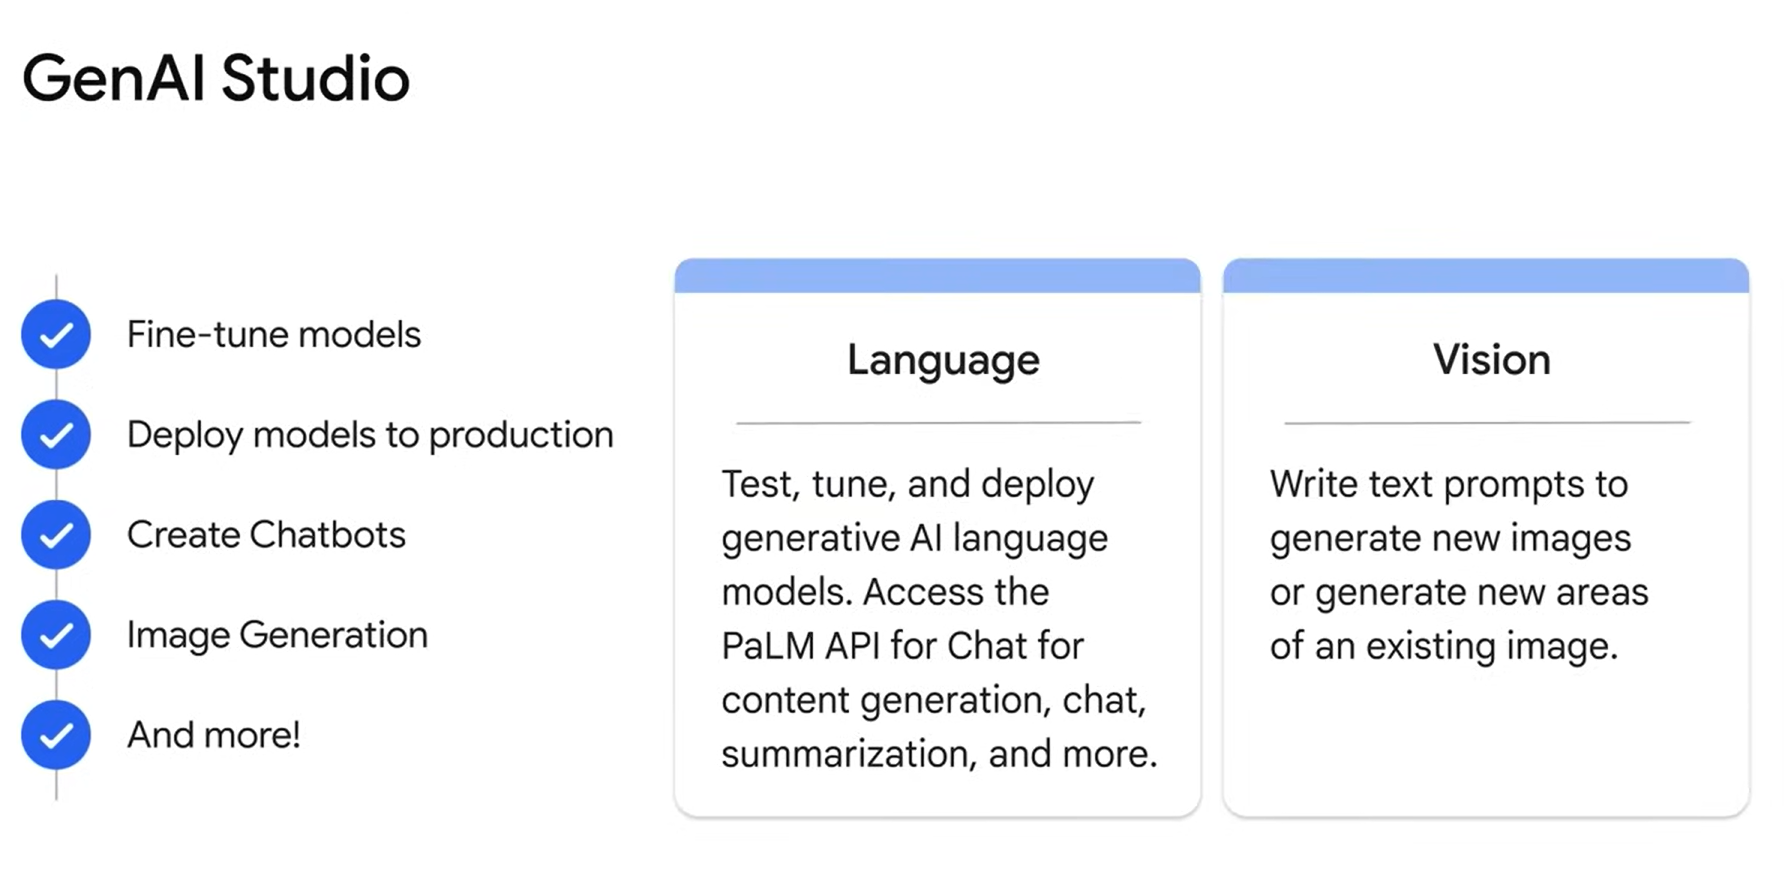 GenAI Studio
Fine-tune models
Deploy models to production
Create Chatbots
Image Generation
And more!
Language
Test, tune, and deploy
generative AI language
models. Access the
PaLM API for Chat for
content generation, chat,
summarization, and more.
Vision
Write text prompts to
generate new images
or generate new areas
of an existing image.